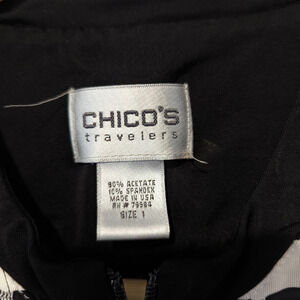 CHICO'S
travelers
90% ACETATE
10% SPANDEX
MADE IN USA
RN # 79984
SIZE 1